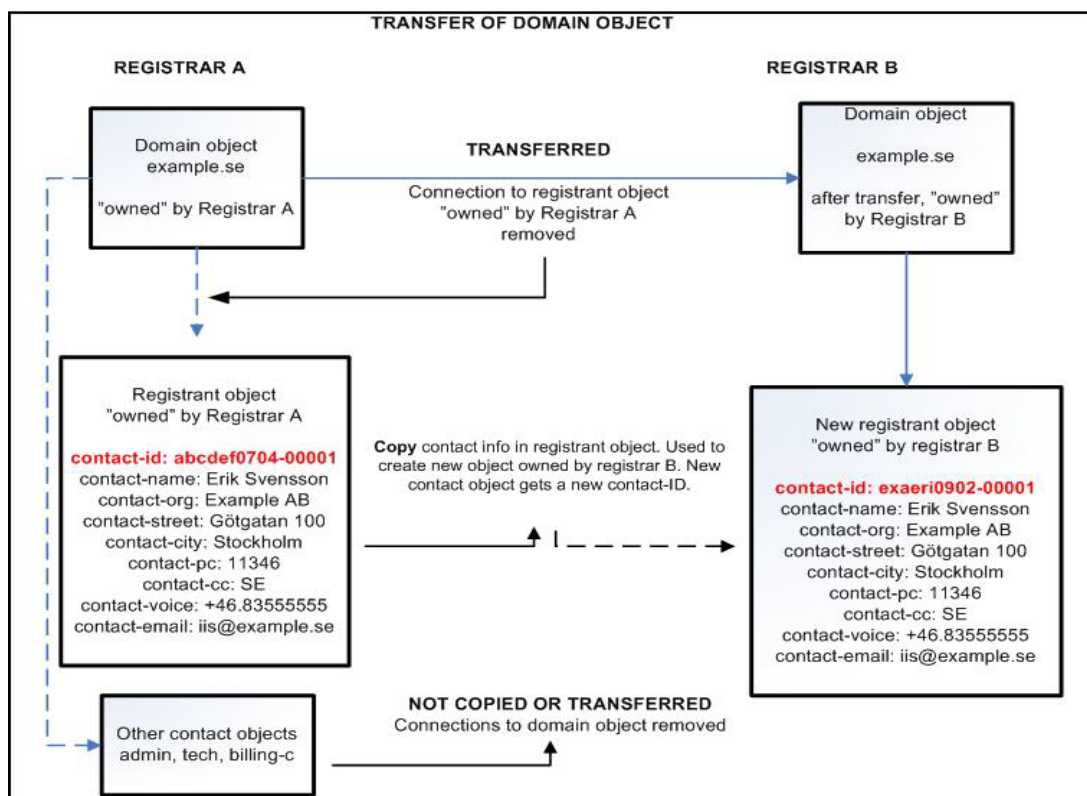 TRANSFER OF DOMAIN OBJECT
REGISTRAR A
REGISTRAR B
Domain object
example.se
"owned" by Registrar A
TRANSFERRED
Connection to registrant object
"owned" by Registrar A
removed
Domain object
example.se
after transfer, "owned"
by Registrar B
Registrant object
"owned" by Registrar A
contact-id: abcdef0704-00001
contact-name: Erik Svensson
contact-org: Example AB
contact-street: Götgatan 100
contact-city: Stockholm
contact-pc: 11346
contact-cc: SE
contact-voice: +46.83555555
contact-email: iis@example.se
Copy contact info in registrant object. Used
to create new object owned by registrar B. New
contact object gets a new contact-ID.
New registrant object
"owned" by registrar B
contact-id: exaeri0902-00001
contact-name: Erik Svensson
contact-org: Example AB
contact-street: Götgatan 100
contact-city: Stockholm
contact-pc: 11346
contact-cc: SE
contact-voice: +46.83555555
contact-email: iis@example.se
Other contact objects
admin, tech, billing-c
NOT COPIED OR TRANSFERRED
Connections to domain object removed